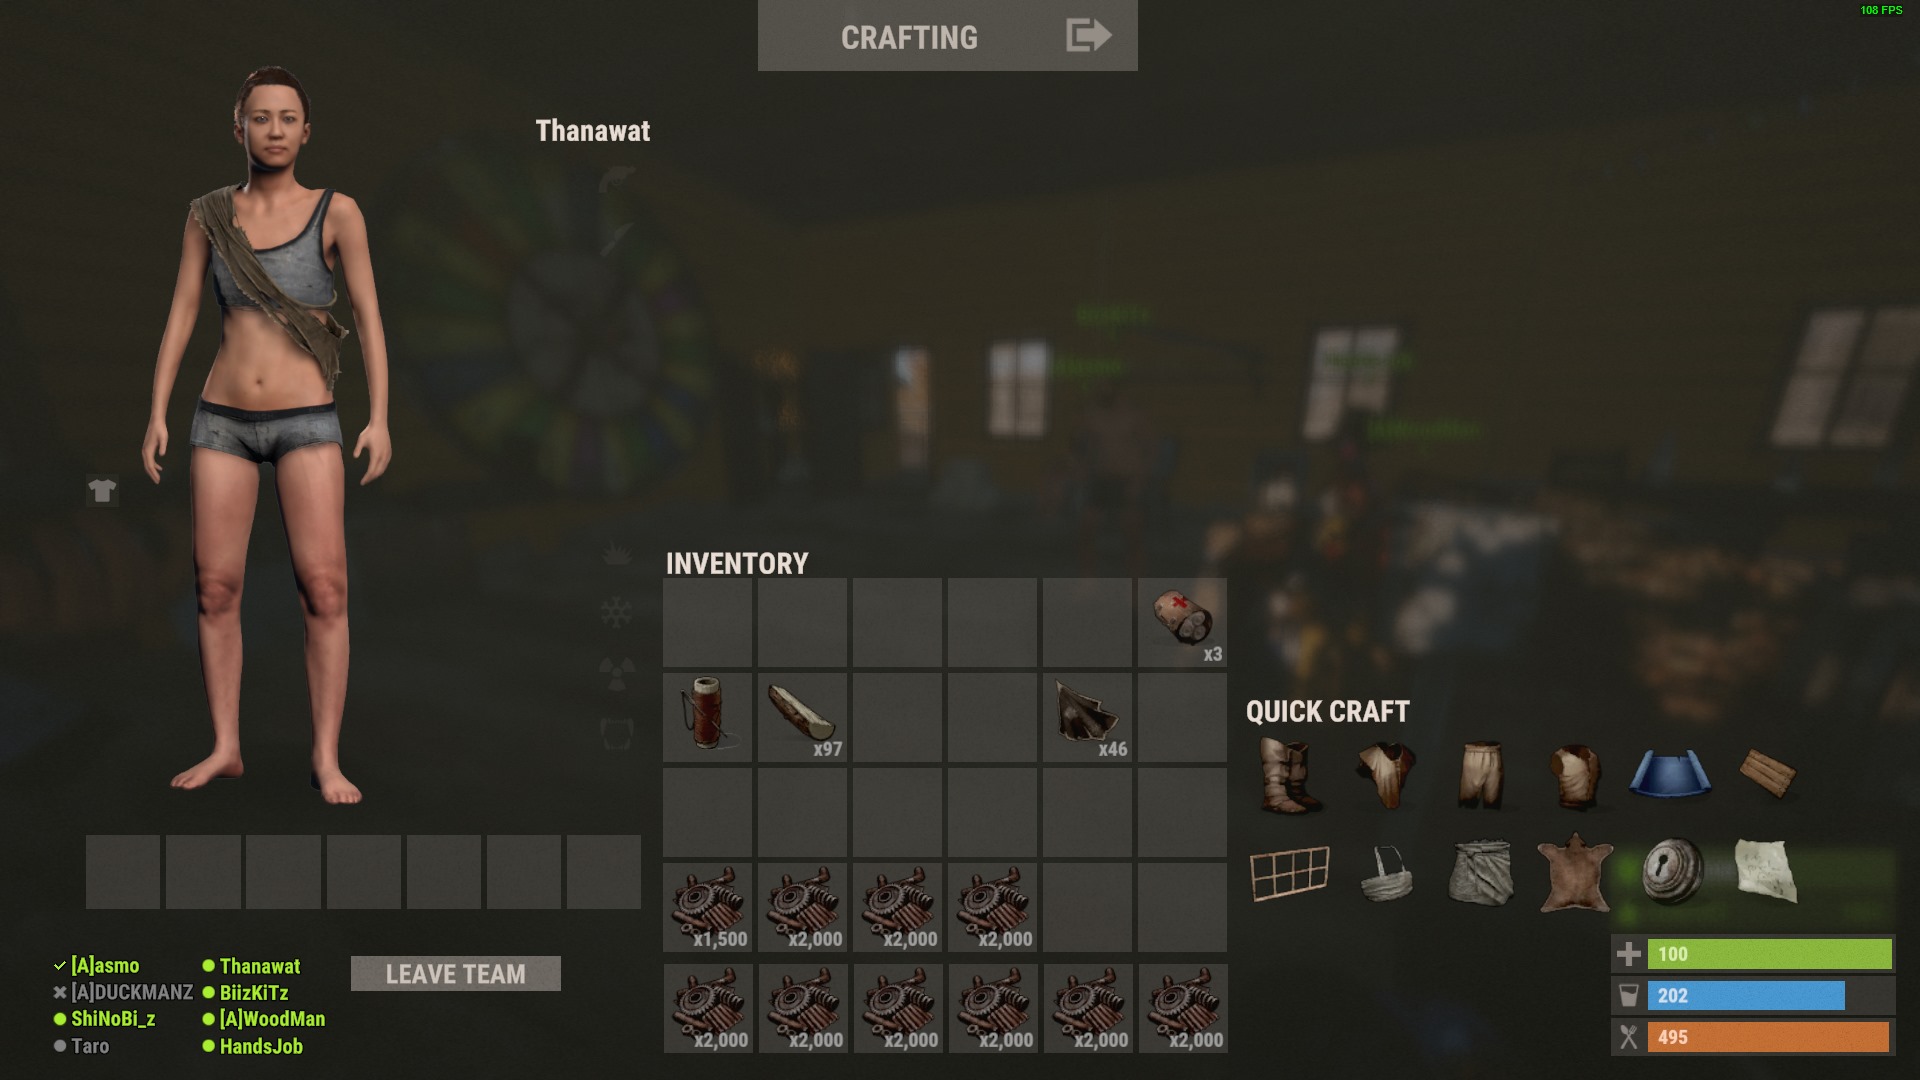 108 FPS
CRAFTING
Thanawat
INVENTORY
x3
x97
x46
QUICK CRAFT
x1,500
x2,000
x2,000
x2,000
x2,000
x2,000
x2,000
x2,000
x2,000
x2,000
[A]asmo
Thanawat
[A]DUCKMANZ
BiizKiTz
ShiNoBi_z
[A]WoodMan
Taro
HandsJob
LEAVE TEAM
100
202
495